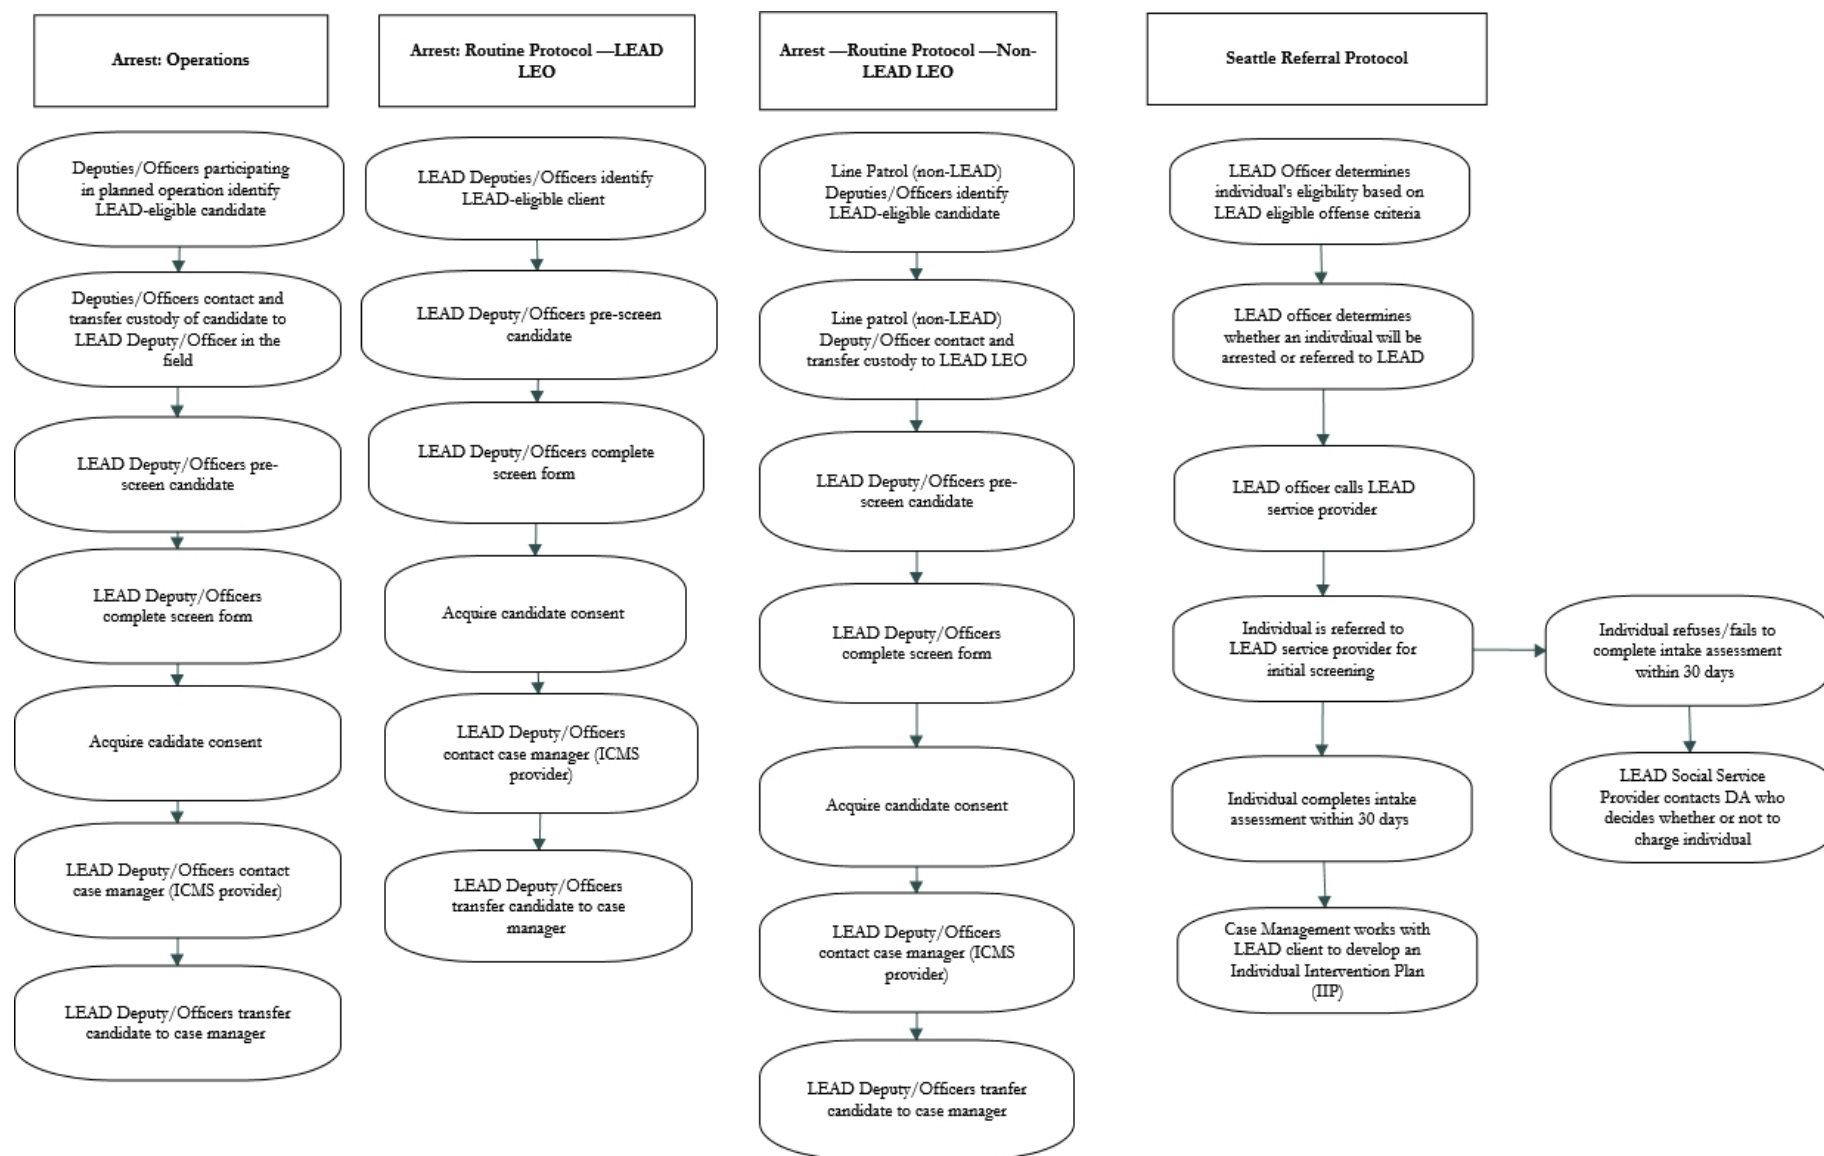 Arrest: Operations
Deputies/Officers participating
in planned operation identify
LEAD-eligible candidate
Deputies/Officers contact and
transfer custody of candidate to
LEAD Deputy/Officer in the
field
LEAD Deputy/Officers pre-
screen candidate
LEAD Deputy/Officers
complete screen form
Acquire cadidate consent
LEAD Deputy/Officers contact
case manager (ICMS provider)
LEAD Deputy/Officers transfer
candidate to case manager
Arrest: Routine Protocol —LEAD
LEO
LEAD Deputies/Officers identify
LEAD-eligible client
LEAD Deputy/Officers pre-screen
candidate
LEAD Deputy/Officers complete
screen form
Acquire candidate consent
LEAD Deputy/Officers
contact case manager (ICMS
provider)
LEAD Deputy/Officers
transfer candidate to case
manager
Arrest —Routine Protocol —Non-
LEAD LEO
Line Patrol (non-LEAD)
Deputies/Officers identify
LEAD-eligible candidate
Line patrol (non-LEAD)
Deputy/Officer contact and
transfer custody to LEAD LEO
LEAD Deputy/Officers pre-
screen candidate
LEAD Deputy/Officers
complete screen form
Acquire candidate consent
LEAD Deputy/Officers
contact case manager (ICMS
provider)
LEAD Deputy/Officers tranfer
candidate to case manager
Seattle Referral Protocol
LEAD Officer determines
individual's eligibility based on
LEAD eligible offense criteria
LEAD officer determines
whether an indivdiual will be
arrested or referred to LEAD
LEAD officer calls LEAD
service provider
Individual is referred to
LEAD service provider for
initial screening
Individual completes intake
assessment within 30 days
Case Management works with
LEAD client to develop an
Individual Intervention Plan
(IIP)
Individual refuses/fails to
complete intake assessment
within 30 days
LEAD Social Service
Provider contacts DA who
decides whether or not to
charge individual